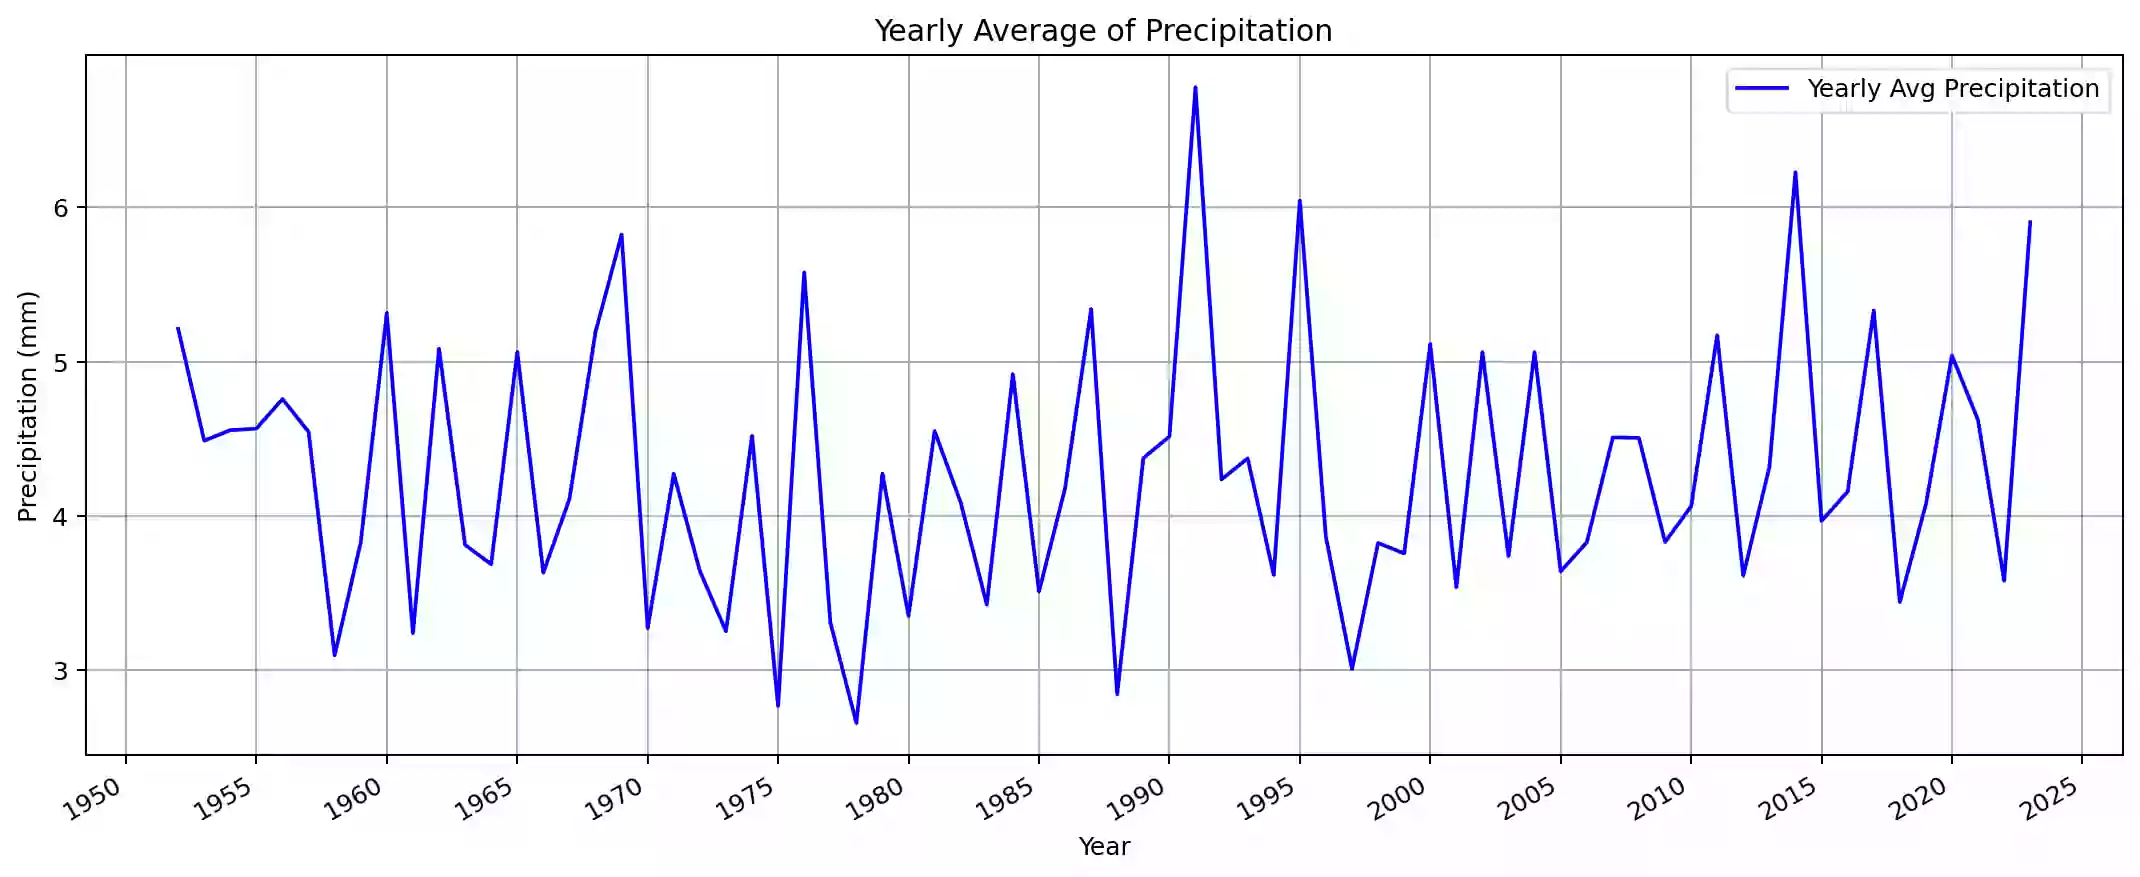 Yearly Average of Precipitation
Yearly Avg Precipitation
Precipitation (mm)
6
5
4
3
1950 1955 1960 1965 1970 1975 1980 1985 1990 1995 2000 2005 2010 2015 2020 2025
Year